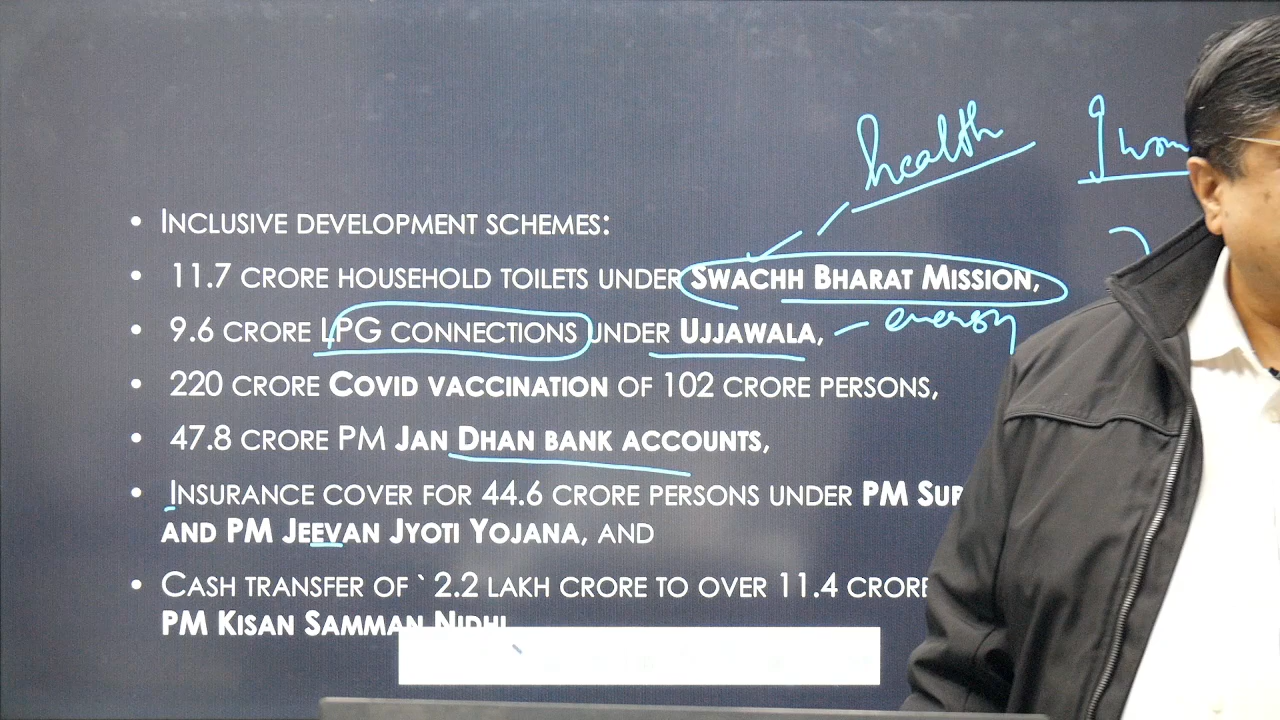 health
INCLUSIVE DEVELOPMENT SCHEMES:
11.7 CRORE HOUSEHOLD TOILETS UNDER SWACHH BHARAT MISSION,
9.6 CRORE LPG CONNECTIONS UNDER UJJAWALA, energy
220 CRORE COVID VACCINATION OF 102 CRORE PERSONS,
47.8 CRORE PM JAN DHAN BANK ACCOUNTS,
INSURANCE COVER FOR 44.6 CRORE PERSONS UNDER PM
AND PM JEEVAN JYOTI YOJANA, AND
CASH TRANSFER OF ` 2.2 LAKH CRORE TO OVER 11.4 CRORE
PM KISAN SAMMAN NIDHI